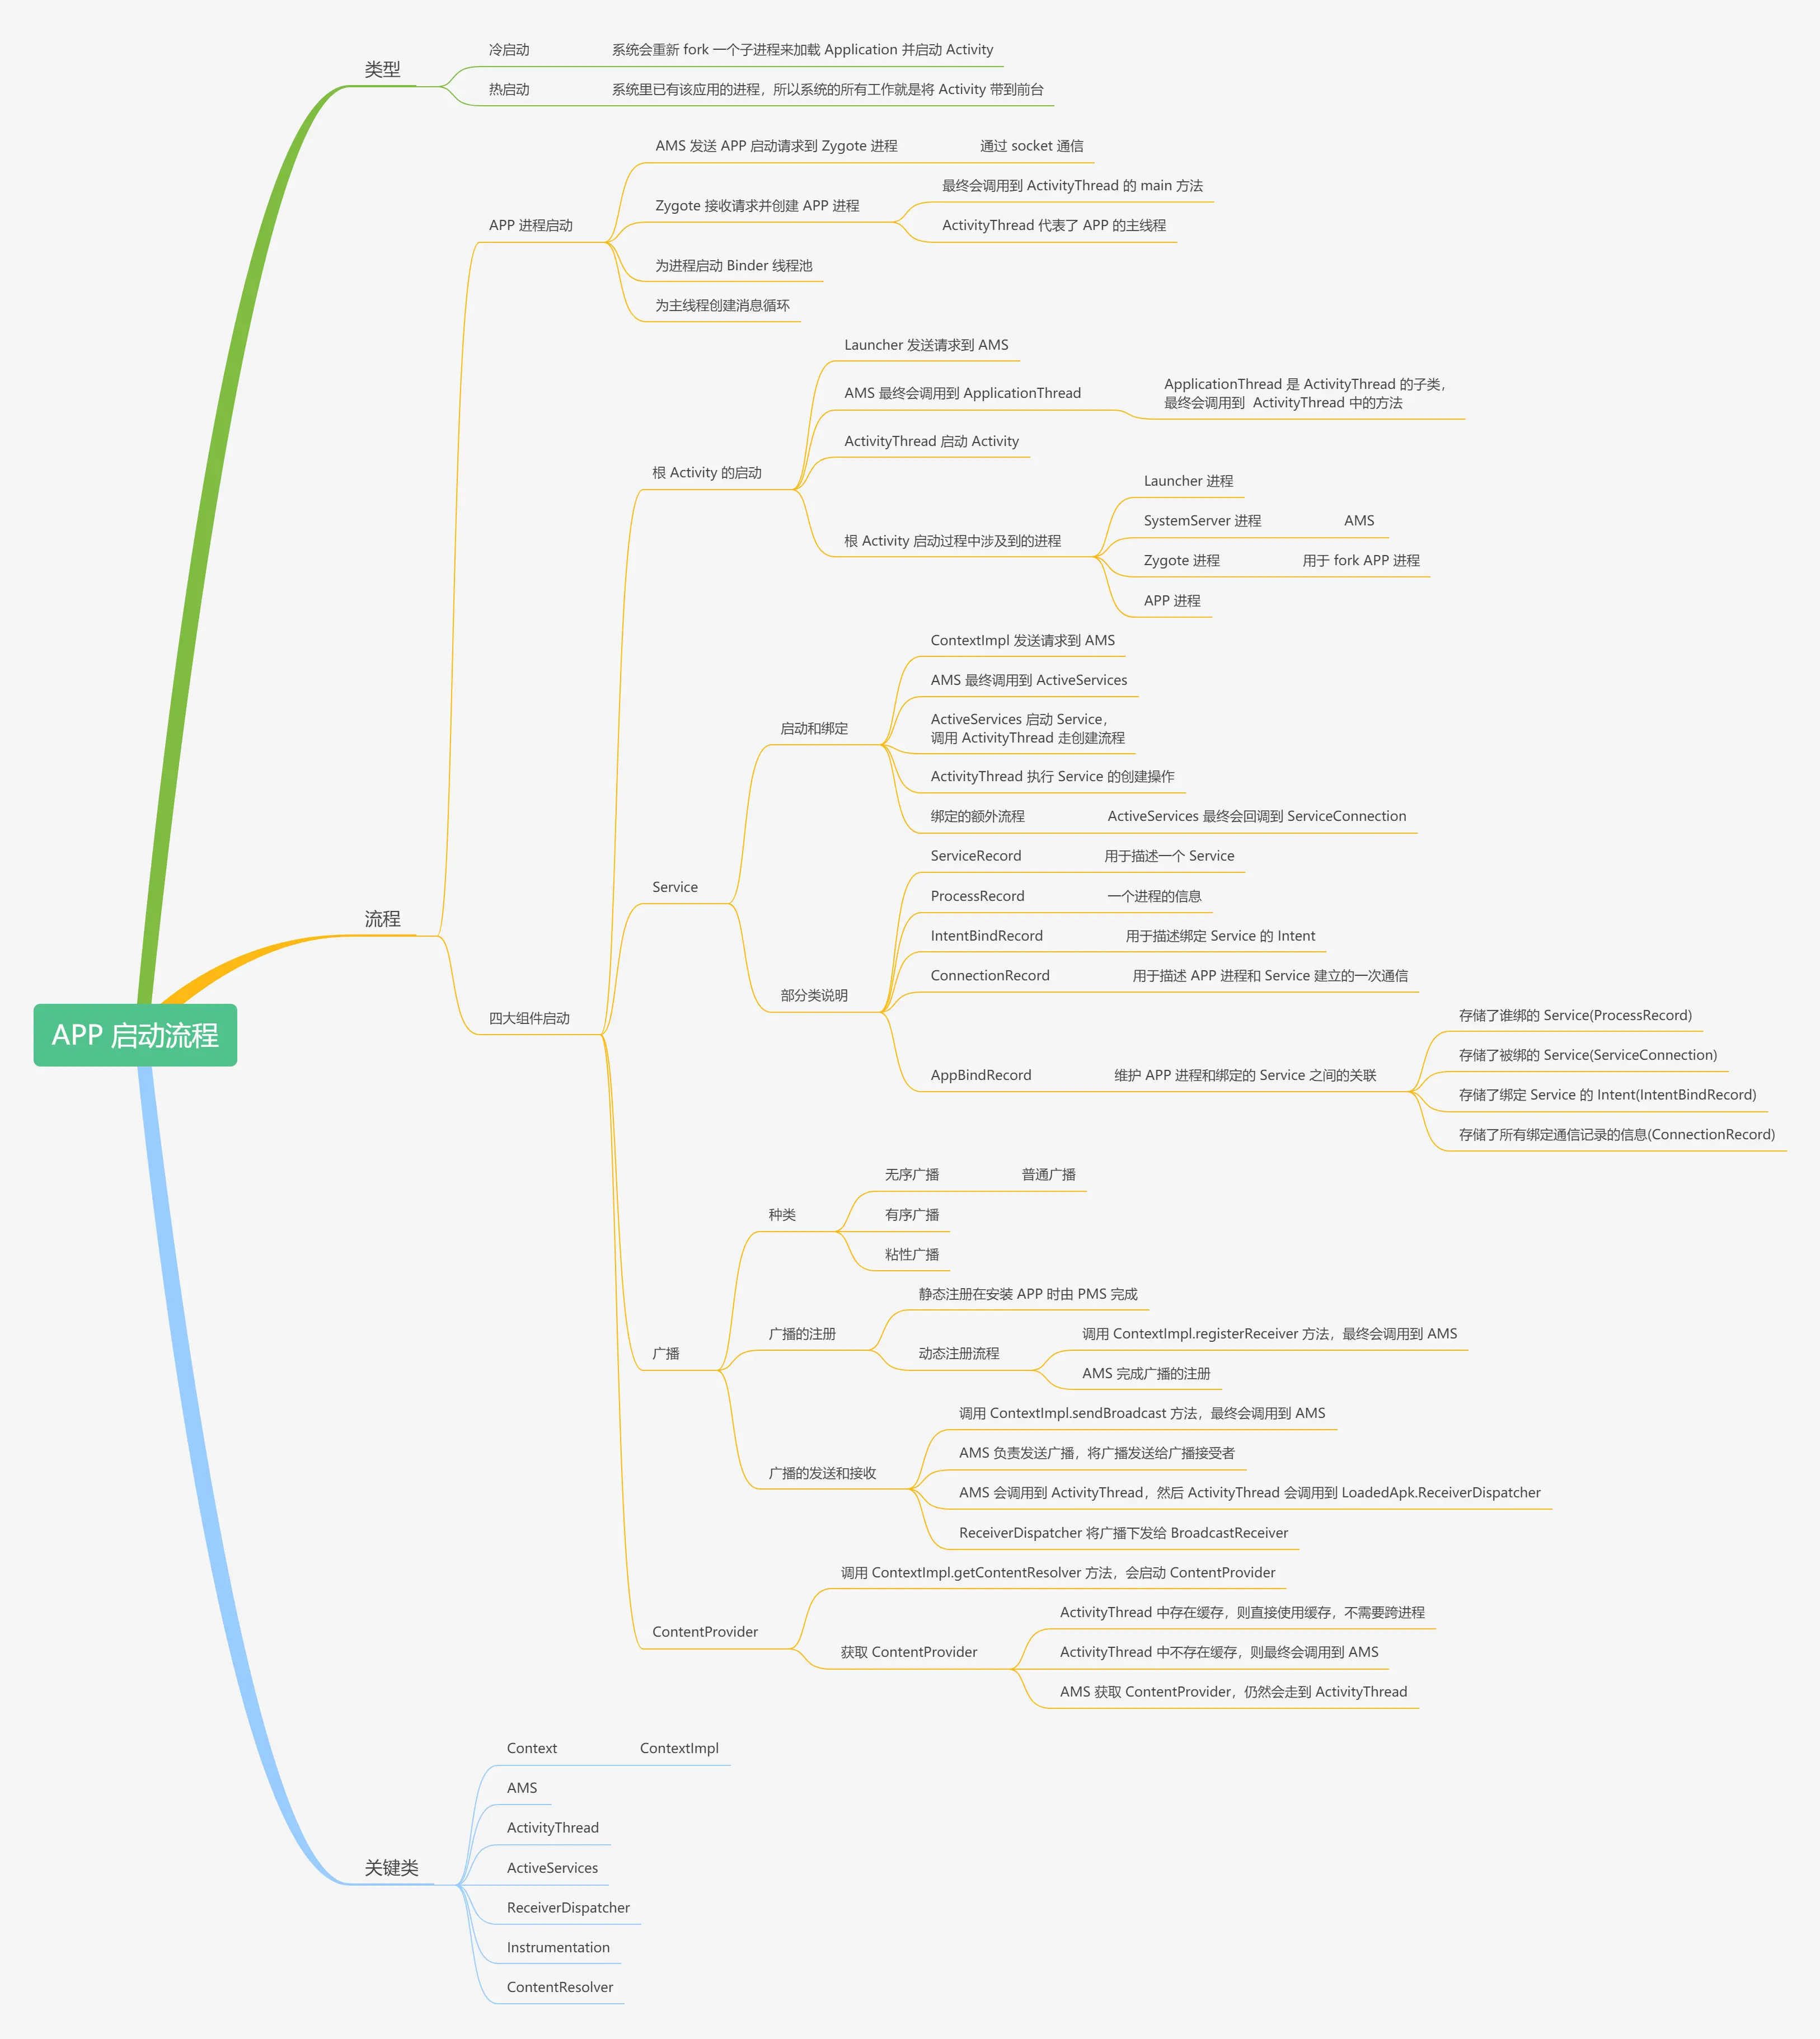 类型
冷启动
系统会重新 fork 一个子进程来加载 Application 并启动 Activity
热启动
系统里已有该应用的进程，所以系统的所有工作就是将 Activity 带到前台
APP 启动流程
流程
APP 进程启动
AMS 发送 APP 启动请求到 Zygote 进程
通过 socket 通信
Zygote 接收请求并创建 APP 进程
最终会调用到 ActivityThread 的 main 方法
ActivityThread 代表了 APP 的主线程
为进程启动 Binder 线程池
为主线程创建消息循环
四大组件启动
根 Activity 的启动
Launcher 发送请求到 AMS
AMS 最终会调用到 ApplicationThread
ApplicationThread 是 ActivityThread 的子类，
最终会调用到 ActivityThread 中的方法
ActivityThread 启动 Activity
根 Activity 启动过程中涉及到的进程
Launcher 进程
SystemServer 进程
AMS
Zygote 进程
用于 fork APP 进程
APP 进程
Service
启动和绑定
ContextImpl 发送请求到 AMS
AMS 最终调用到 ActiveServices
ActiveServices 启动 Service，
调用 ActivityThread 走创建流程
ActivityThread 执行 Service 的创建操作
绑定的额外流程
ActiveServices 最终会回调到 ServiceConnection
部分类说明
ServiceRecord
用于描述一个 Service
ProcessRecord
一个进程的信息
IntentBindRecord
用于描述绑定 Service 的 Intent
ConnectionRecord
用于描述 APP 进程和 Service 建立的一次通信
AppBindRecord
维护 APP 进程和绑定的 Service 之间的关联
存储了谁绑的 Service(ProcessRecord)
存储了被绑的 Service(ServiceConnection)
存储了绑定 Service 的 Intent(IntentBindRecord)
存储了所有绑定通信记录的信息(ConnectionRecord)
广播
种类
无序广播
普通广播
有序广播
粘性广播
广播的注册
静态注册在安装 APP 时由 PMS 完成
动态注册流程
调用 ContextImpl.registerReceiver 方法，最终会调用到 AMS
AMS 完成广播的注册
广播的发送和接收
调用 ContextImpl.sendBroadcast 方法，最终会调用到 AMS
AMS 负责发送广播，将广播发送给广播接受者
AMS 会调用到 ActivityThread，然后 ActivityThread 会调用到 LoadedApk.ReceiverDispatcher
ReceiverDispatcher 将广播下发给 BroadcastReceiver
ContentProvider
调用 ContextImpl.getContentResolver 方法，会启动 ContentProvider
获取 ContentProvider
ActivityThread 中存在缓存，则直接使用缓存，不需要跨进程
ActivityThread 中不存在缓存，则最终会调用到 AMS
AMS 获取 ContentProvider，仍然会走到 ActivityThread
关键类
Context
ContextImpl
AMS
ActivityThread
ActiveServices
ReceiverDispatcher
Instrumentation
ContentResolver